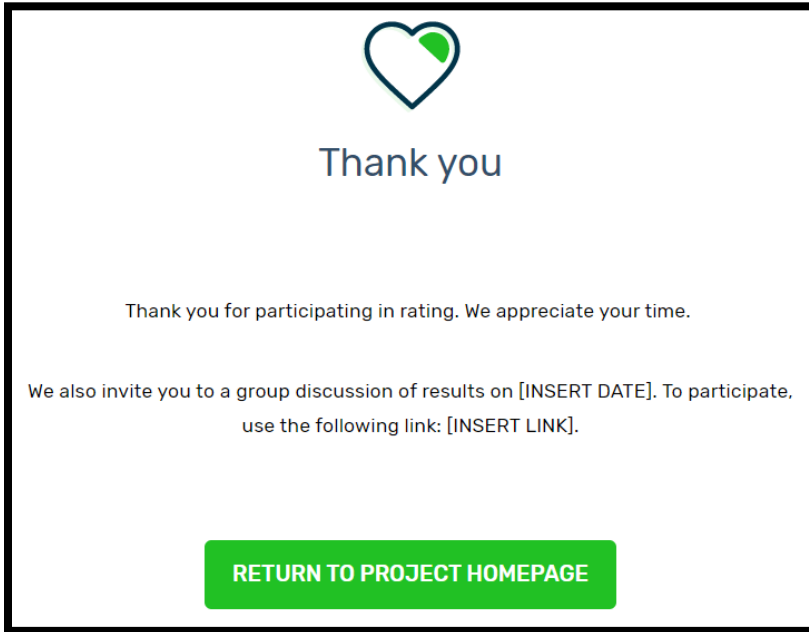 Thank you
Thank you for participating in rating. We appreciate your time.
We also invite you to a group discussion of results on [INSERT DATE]. To participate,
use the following link: [INSERT LINK].
RETURN TO PROJECT HOMEPAGE